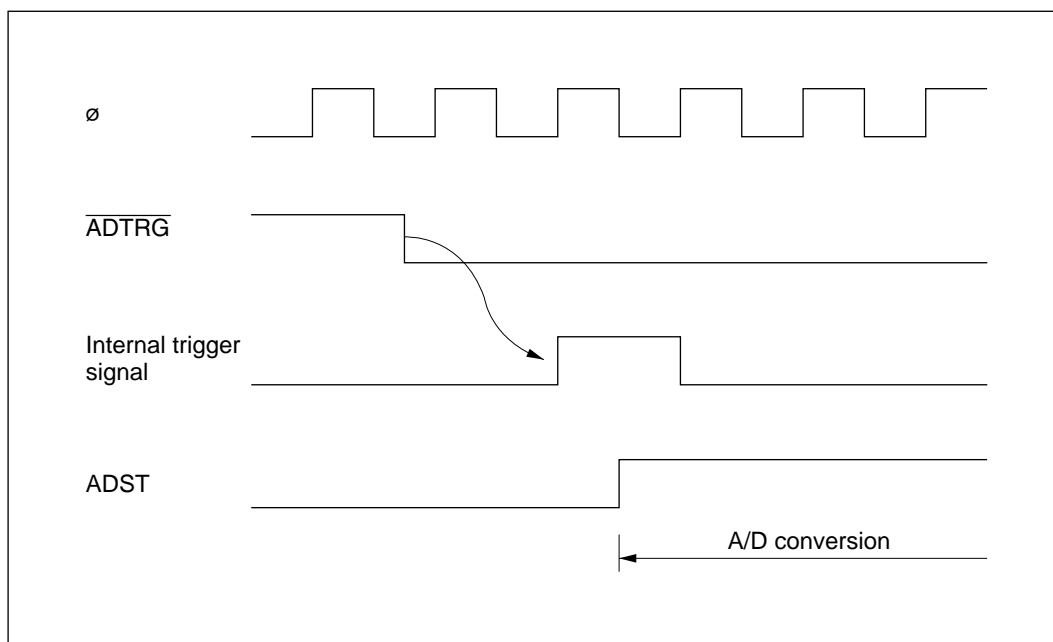 ø
ADTRG
Internal trigger
signal
ADST
A/D conversion